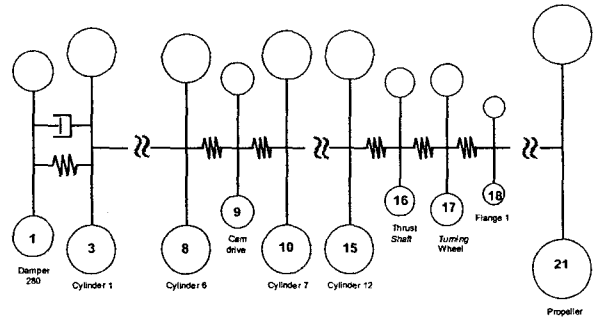 1
3
8
9
10
15
16
17
18
21
Damper
280
Cylinder 1
Cylinder 6
Cam
drive
Cylinder 7
Cylinder 12
Thrust
Shaft
Turning
Wheel
Flange 1
Propeller